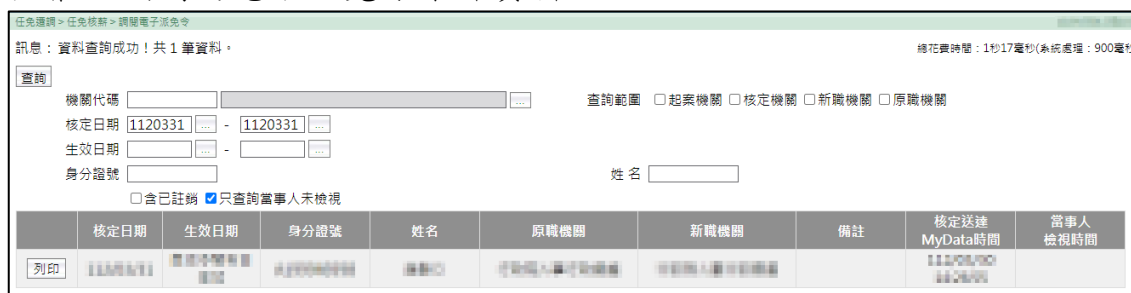 任免遷調 > 任免核薪 > 調閱電子派免令
訊息：資料查詢成功！共 1 筆資料。
總花費時間：1秒17毫秒(系統處理：900毫秒
查詢
機關代碼 ... 查詢範圍 □起案機關 □核定機關 □新職機關 □原職機關
核定日期 1120331 ... - 1120331 ...
生效日期 ... - ...
身分證號 姓名
□含已註銷 ☑只查詢當事人未檢視
核定日期 生效日期 身分證號 姓名 原職機關 新職機關 備註 核定送達 當事人
MyData時間 檢視時間
列印